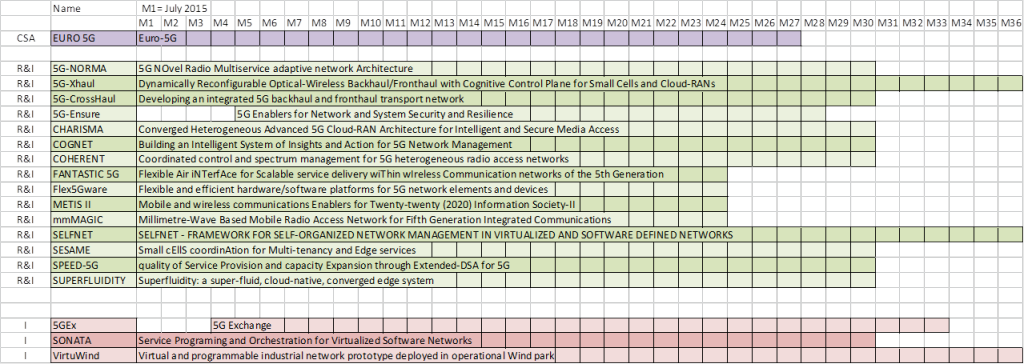 Name M1= July 2015
M1 M2 M3 M4 M5 M6 M7 M8 M9 M10 M11 M12 M13 M14 M15 M16 M17 M18 M19 M20 M21 M22 M23 M24 M25 M26 M27 M28 M29 M30 M31 M32 M33 M34 M35 M36
CSA EURO 5G Euro-5G
R&I 5G-NORMA 5G NOvel Radio Multiservice adaptive network Architecture
R&I 5G-Xhaul Dynamically Reconfigurable Optical-Wireless Backhaul/Fronthaul with Cognitive Control Plane for Small Cells and Cloud-RANs
R&I 5G-CrossHaul Developing an integrated 5G backhaul and fronthaul transport network
R&I 5G-Ensure 5G Enablers for Network and System Security and Resilience
R&I CHARISMA Converged Heterogeneous Advanced 5G Cloud-RAN Architecture for Intelligent and Secure Media Access
R&I COGNET Building an Intelligent System of Insights and Action for 5G Network Management
R&I COHERENT Coordinated control and spectrum management for 5G heterogeneous radio access networks
R&I FANTASTIC 5G Flexible Air iNTerfAce for Scalable service delivery wiThin wIreless Communication networks of the 5th Generation
R&I Flex5Gware Flexible and efficient hardware/software platforms for 5G network elements and devices
R&I METIS II Mobile and wireless communications Enablers for Twenty-twenty (2020) Information Society-II
R&I mmMAGIC Millimetre-Wave Based Mobile Radio Access Network for Fifth Generation Integrated Communications
R&I SELFNET SELFNET - FRAMEWORK FOR SELF-ORGANIZED NETWORK MANAGEMENT IN VIRTUALIZED AND SOFTWARE DEFINED NETWORKS
R&I SESAME Small cEllS coordinAtion for Multi-tenancy and Edge services
R&I SPEED-5G quality of Service Provision and capacity Expansion through Extended-DSA for 5G
R&I SUPERFLUIDITY Superfluidity: a super-fluid, cloud-native, converged edge system
I 5GEx 5G Exchange
I SONATA Service Programing and Orchestration for Virtualized Software Networks
I VirtuWind Virtual and programmable industrial network prototype deployed in operational Wind park